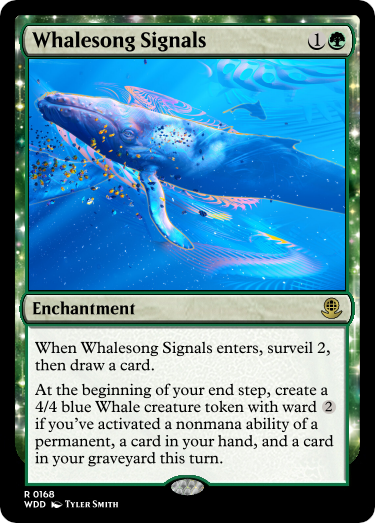 Whalesong Signals 1
Enchantment
When Whalesong Signals enters, surveil 2,
then draw a card.
At the beginning of your end step, create a
4/4 blue Whale creature token with ward 2
if you've activated a nonmana ability of a
permanent, a card in your hand, and a card
in your graveyard this turn.
R 0168
WDD Tyler Smith